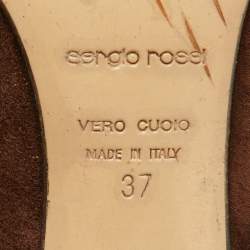 sergio rossi
VERO CUOIO
MADE IN ITALY
37